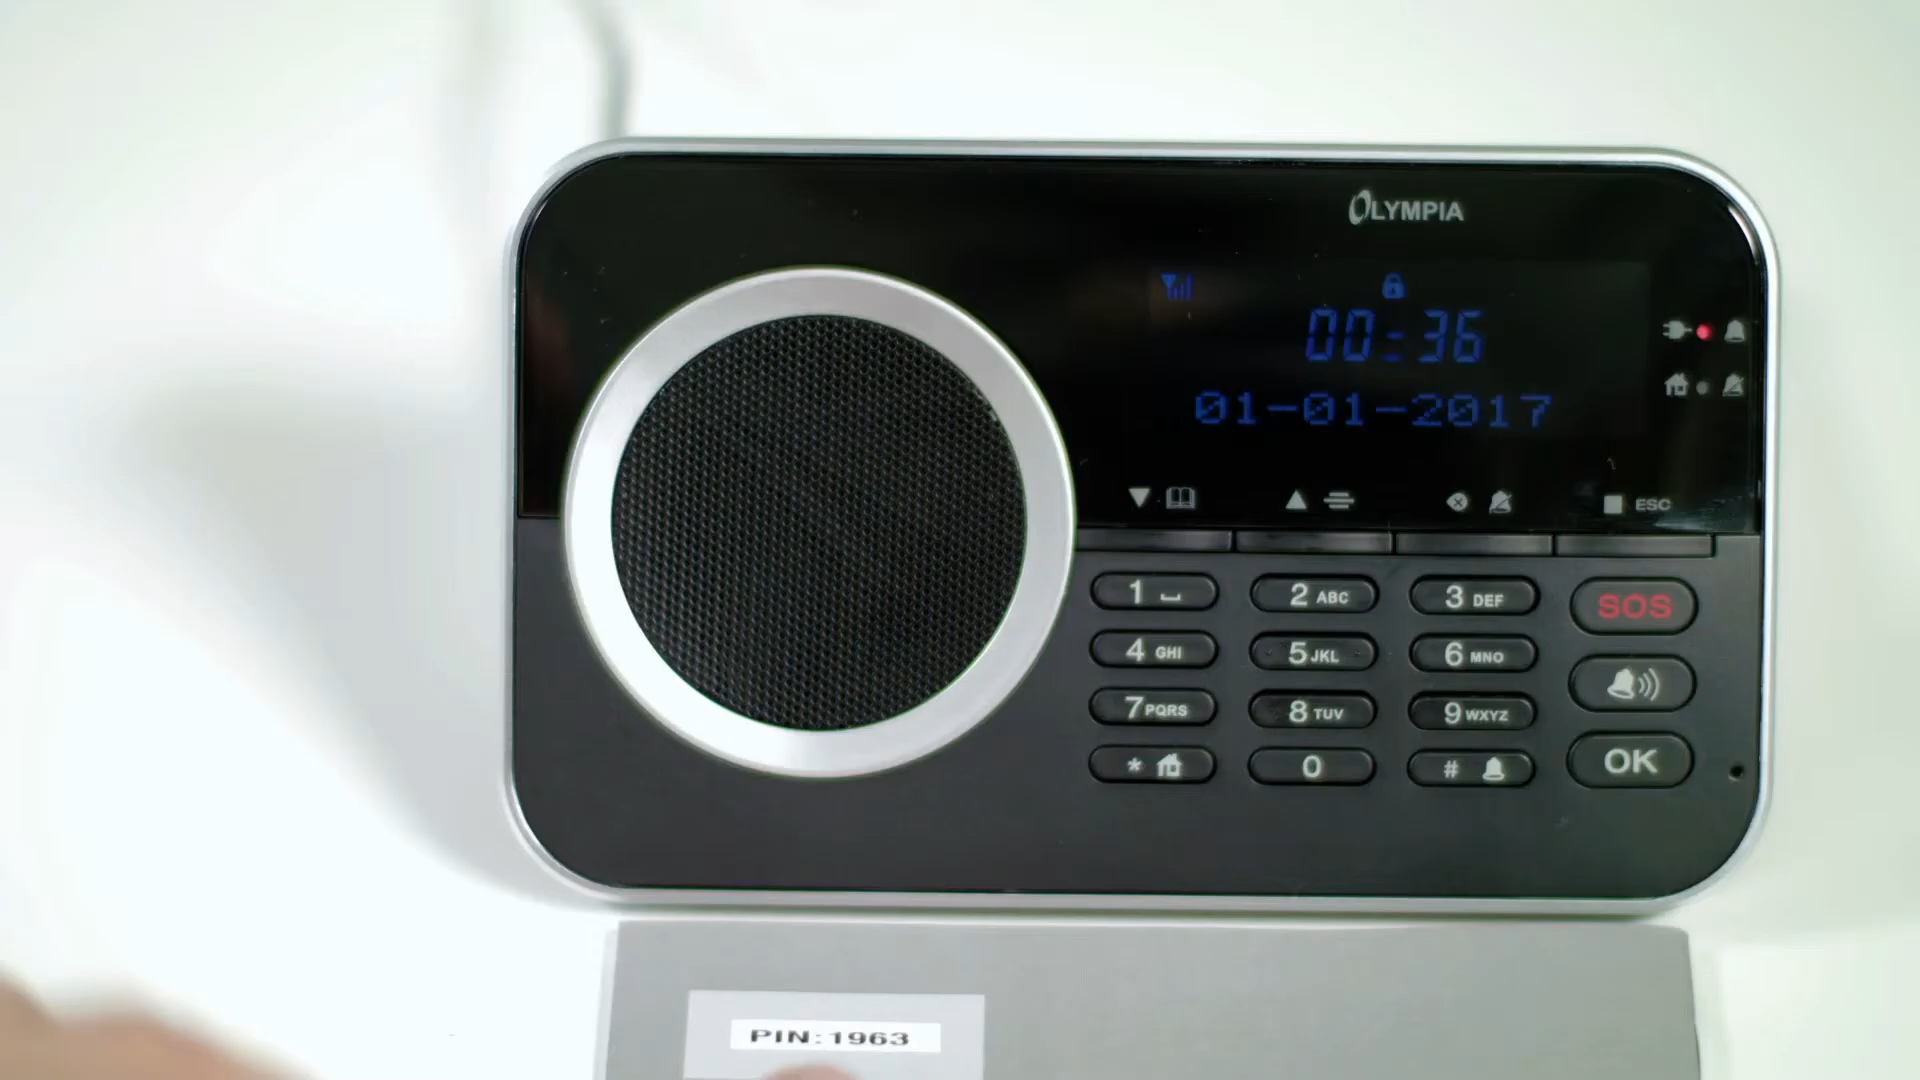 OLYMPIA
00:36
01-01-2017
ESC
1
2 ABC
3 DEF
SOS
4 GHI
5 JKL
6 MNO
7 PQRS
8 TUV
9 WXYZ
*
0
#
OK
PIN:1963